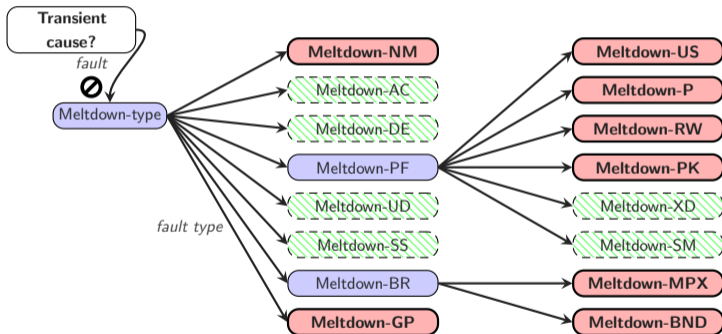 Transient
cause?
fault
Meltdown-type
fault type
Meltdown-NM
Meltdown-AC
Meltdown-DE
Meltdown-PF
Meltdown-UD
Meltdown-SS
Meltdown-BR
Meltdown-GP
Meltdown-US
Meltdown-P
Meltdown-RW
Meltdown-PK
Meltdown-XD
Meltdown-SM
Meltdown-MPX
Meltdown-BND